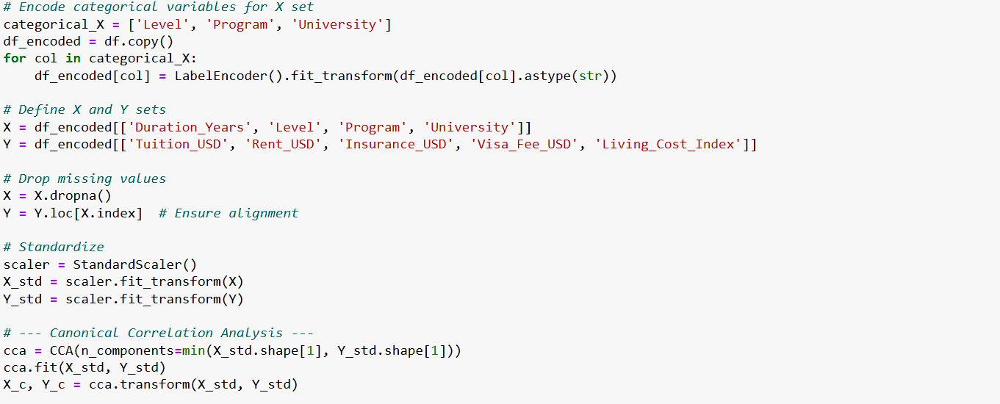 # Encode categorical variables for X set
categorical_X = ['Level', 'Program', 'University']
df_encoded = df.copy()
for col in categorical_X:
    df_encoded[col] = LabelEncoder().fit_transform(df_encoded[col].astype(str))

# Define X and Y sets
X = df_encoded[['Duration_Years', 'Level', 'Program', 'University']]
Y = df_encoded[['Tuition_USD', 'Rent_USD', 'Insurance_USD', 'Visa_Fee_USD', 'Living_Cost_Index']]

# Drop missing values
X = X.dropna()
Y = Y.loc[X.index]  # Ensure alignment

# Standardize
scaler = StandardScaler()
X_std = scaler.fit_transform(X)
Y_std = scaler.fit_transform(Y)

# --- Canonical Correlation Analysis ---
cca = CCA(n_components=min(X_std.shape[1], Y_std.shape[1]))
cca.fit(X_std, Y_std)
X_c, Y_c = cca.transform(X_std, Y_std)